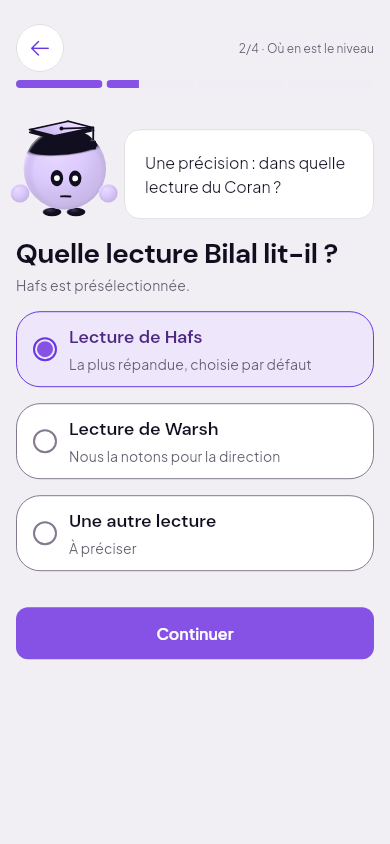 2/4 · Où en est le niveau
Une précision : dans quelle
lecture du Coran ?
Quelle lecture Bilal lit-il ?
Hafs est présélectionnée.
Lecture de Hafs
La plus répandue, choisie par défaut
Lecture de Warsh
Nous la notons pour la direction
Une autre lecture
À préciser
Continuer